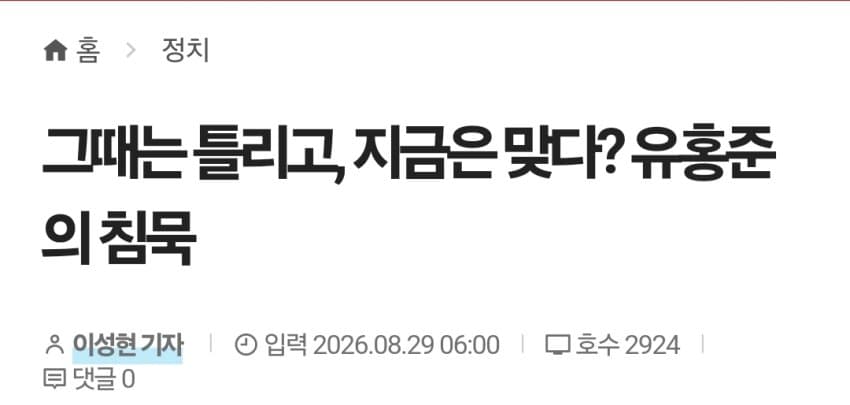 홈 > 정치
그때는 틀리고, 지금은 맞다? 유홍준
의 침묵
이성현 기자 | 입력 2026.08.29 06:00 | 호수 2924 |
댓글 0